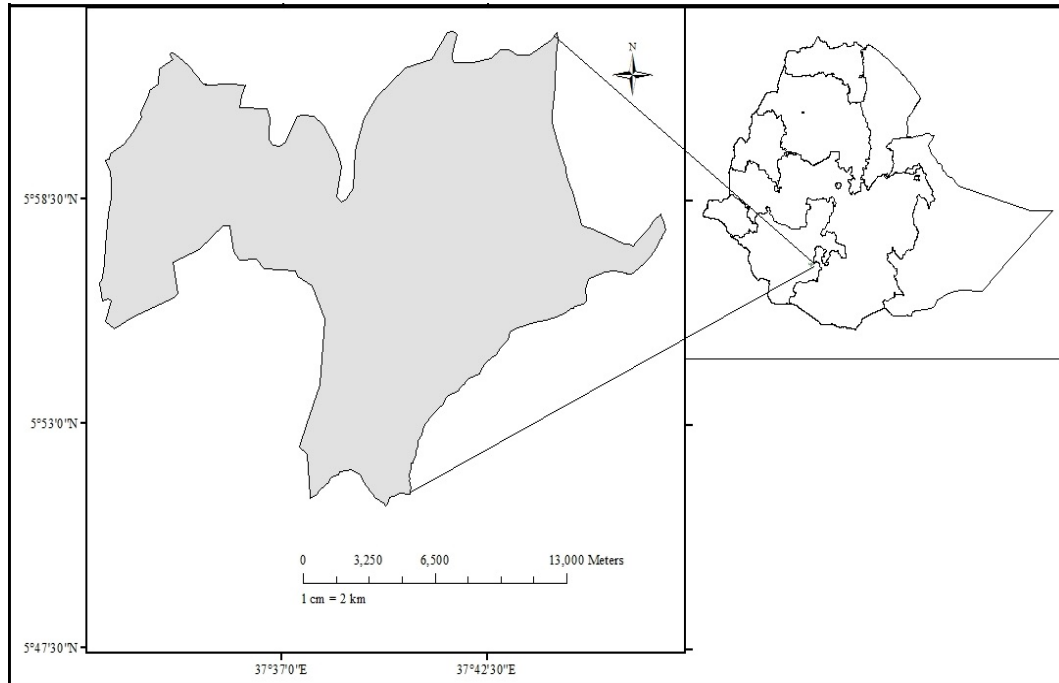 N
5°58'30"N
5°53'0"N
0 3,250 6,500 13,000 Meters
1 cm = 2 km
5°47'30"N
37°37'0"E 37°42'30"E